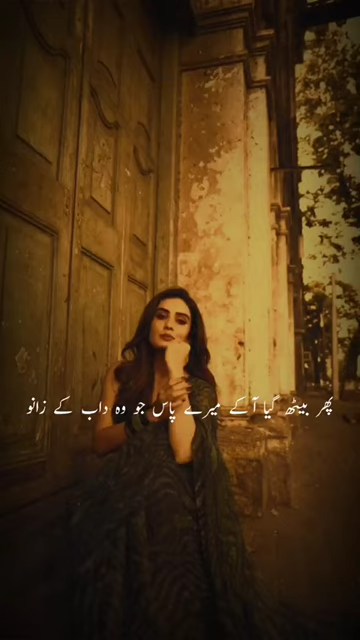 پھر بیٹھ گیا آ کے میرے پاس جو وہ داب کے زانو